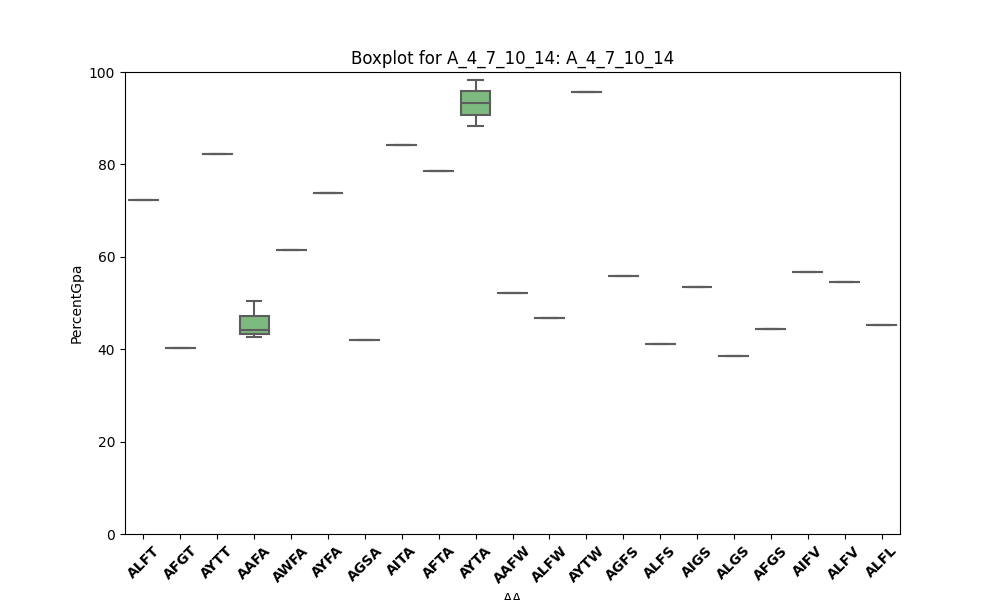 Boxplot for A_4_7_10_14: A_4_7_10_14
100
80
60
40
20
0
PercentGpa
ALFT AFGT AYTT AAFA AWFA AYFA AGSA AITA AFTA AYTA AAFW ALFW AYTW AGFS ALFS AIGS ALGS AFGS AIFV ALFV ALFL
AA